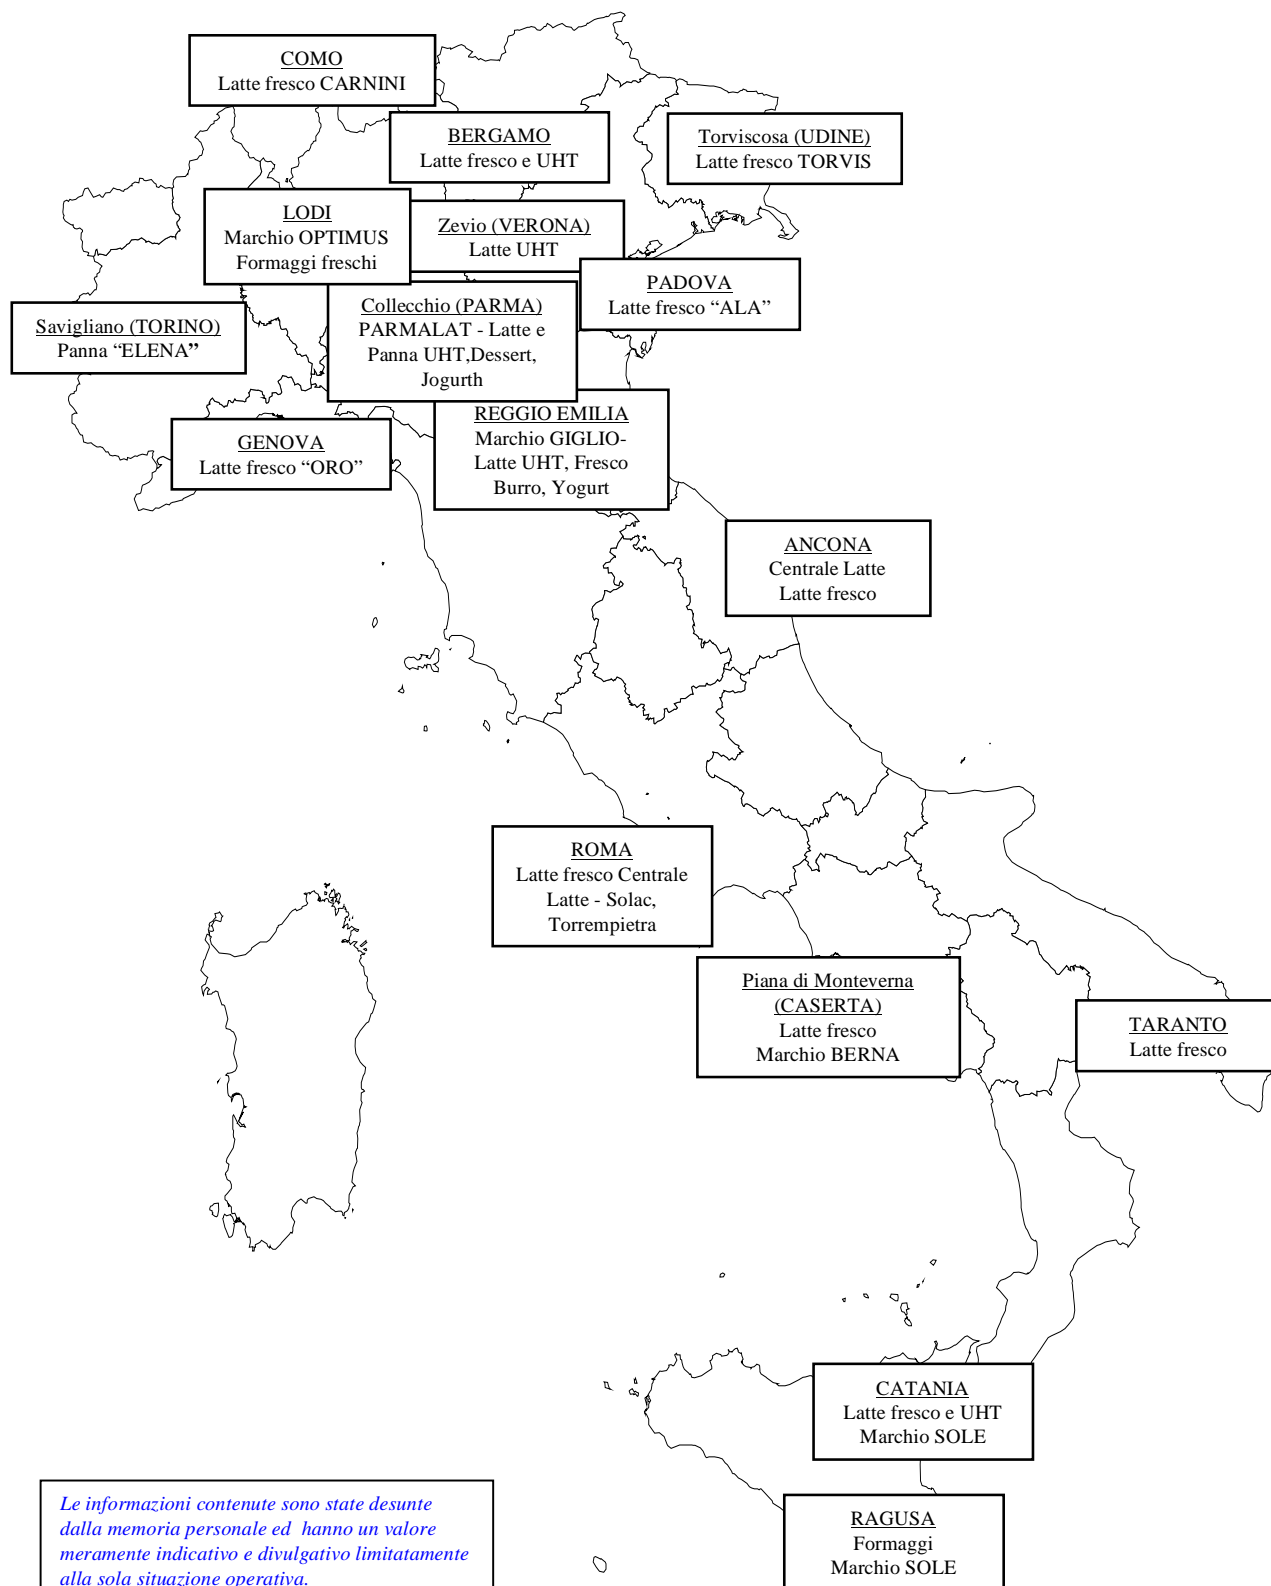 COMO
Latte fresco CARNINI
BERGAMO
Latte fresco e UHT
Torviscosa (UDINE)
Latte fresco TORVIS
LODI
Marchio OPTIMUS
Formaggi freschi
Zevio (VERONA)
Latte UHT
PADOVA
Latte fresco “ALA”
Savigliano (TORINO)
Panna “ELENA”
Collecchio (PARMA)
PARMALAT - Latte e
Panna UHT,Dessert,
Jogurth
REGGIO EMILIA
Marchio GIGLIO-
Latte UHT, Fresco
Burro, Yogurt
GENOVA
Latte fresco “ORO”
ANCONA
Centrale Latte
Latte fresco
ROMA
Latte fresco Centrale
Latte - Solac,
Torrempietra
Piana di Monteverna
(CASERTA)
Latte fresco
Marchio BERNA
TARANTO
Latte fresco
CATANIA
Latte fresco e UHT
Marchio SOLE
RAGUSA
Formaggi
Marchio SOLE
Le informazioni contenute sono state desunte
dalla memoria personale ed hanno un valore
meramente indicativo e divulgativo limitatamente
alla sola situazione operativa.